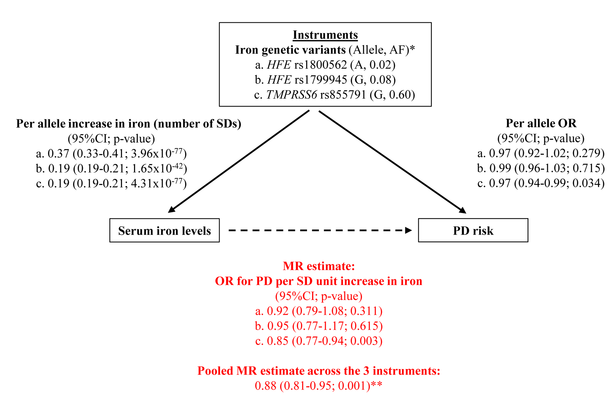 Instruments
Iron genetic variants (Allele, AF)*
a. HFE rs1800562 (A, 0.02)
b. HFE rs1799945 (G, 0.08)
c. TMPRSS6 rs855791 (G, 0.60)
Per allele increase in iron (number of SDs)
(95%CI; p-value)
a. 0.37 (0.33-0.41; 3.96x10-77)
b. 0.19 (0.19-0.21; 1.65x10-42)
c. 0.19 (0.19-0.21; 4.31x10-77)
Per allele OR
(95%CI; p-value)
a. 0.97 (0.92-1.02; 0.279)
b. 0.99 (0.96-1.03; 0.715)
c. 0.97 (0.94-0.99; 0.034)
Serum iron levels
PD risk
MR estimate:
OR for PD per SD unit increase in iron
(95%CI; p-value)
a. 0.92 (0.79-1.08; 0.311)
b. 0.95 (0.77-1.17; 0.615)
c. 0.85 (0.77-0.94; 0.003)
Pooled MR estimate across the 3 instruments:
0.88 (0.81-0.95; 0.001)**